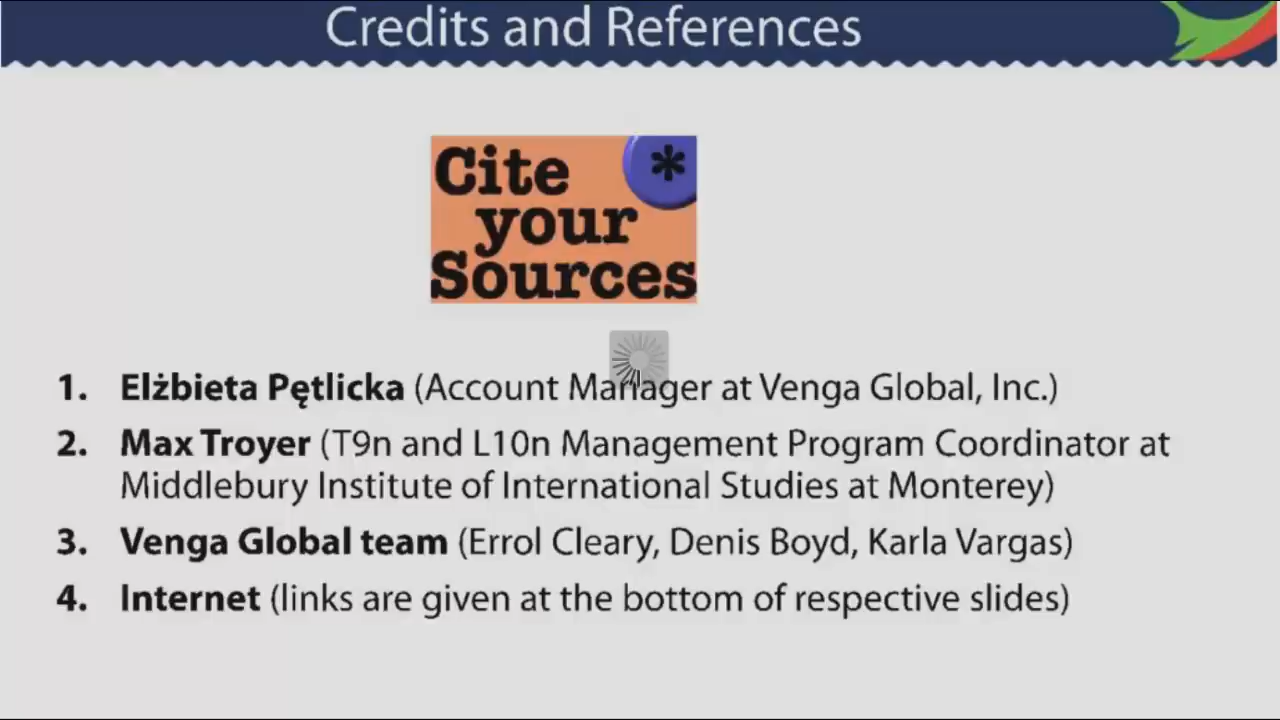 Credits and References
Cite *
your
Sources
1. Elżbieta Pętlicka (Account Manager at Venga Global, Inc.)
2. Max Troyer (T9n and L10n Management Program Coordinator at
Middlebury Institute of International Studies at Monterey)
3. Venga Global team (Errol Cleary, Denis Boyd, Karla Vargas)
4. Internet (links are given at the bottom of respective slides)